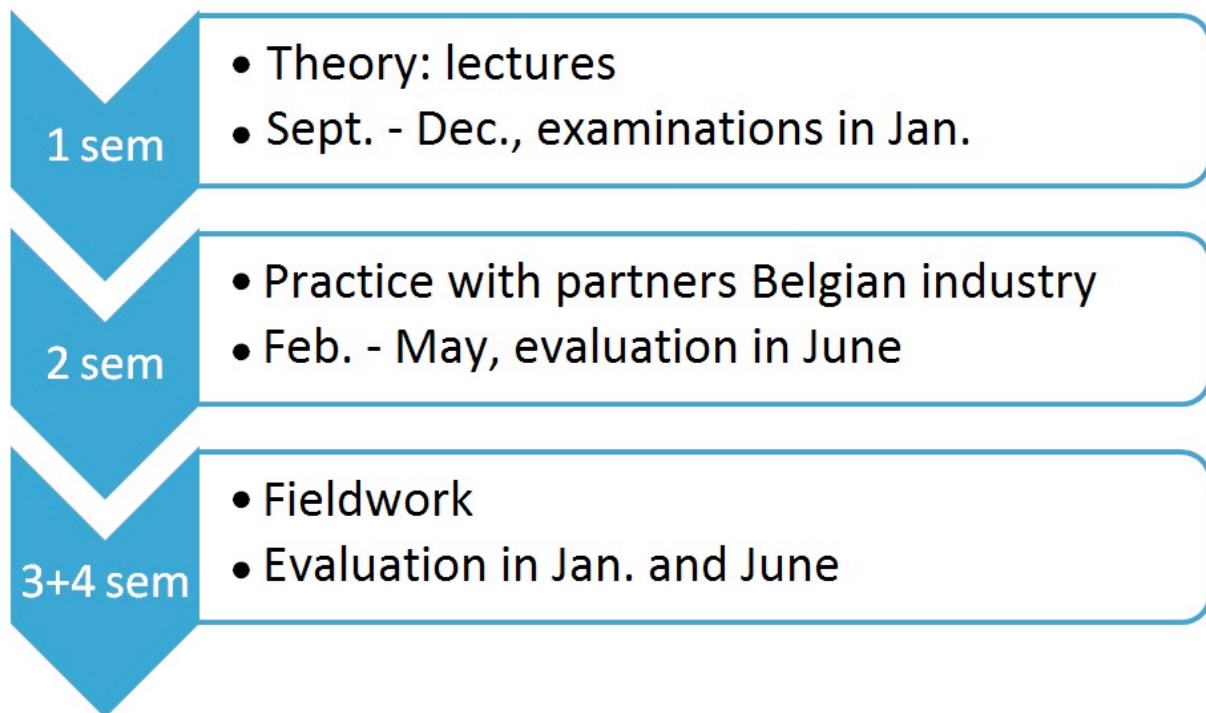 1 sem
• Theory: lectures
• Sept. - Dec., examinations in Jan.
2 sem
• Practice with partners Belgian industry
• Feb. - May, evaluation in June
3+4 sem
• Fieldwork
• Evaluation in Jan. and June